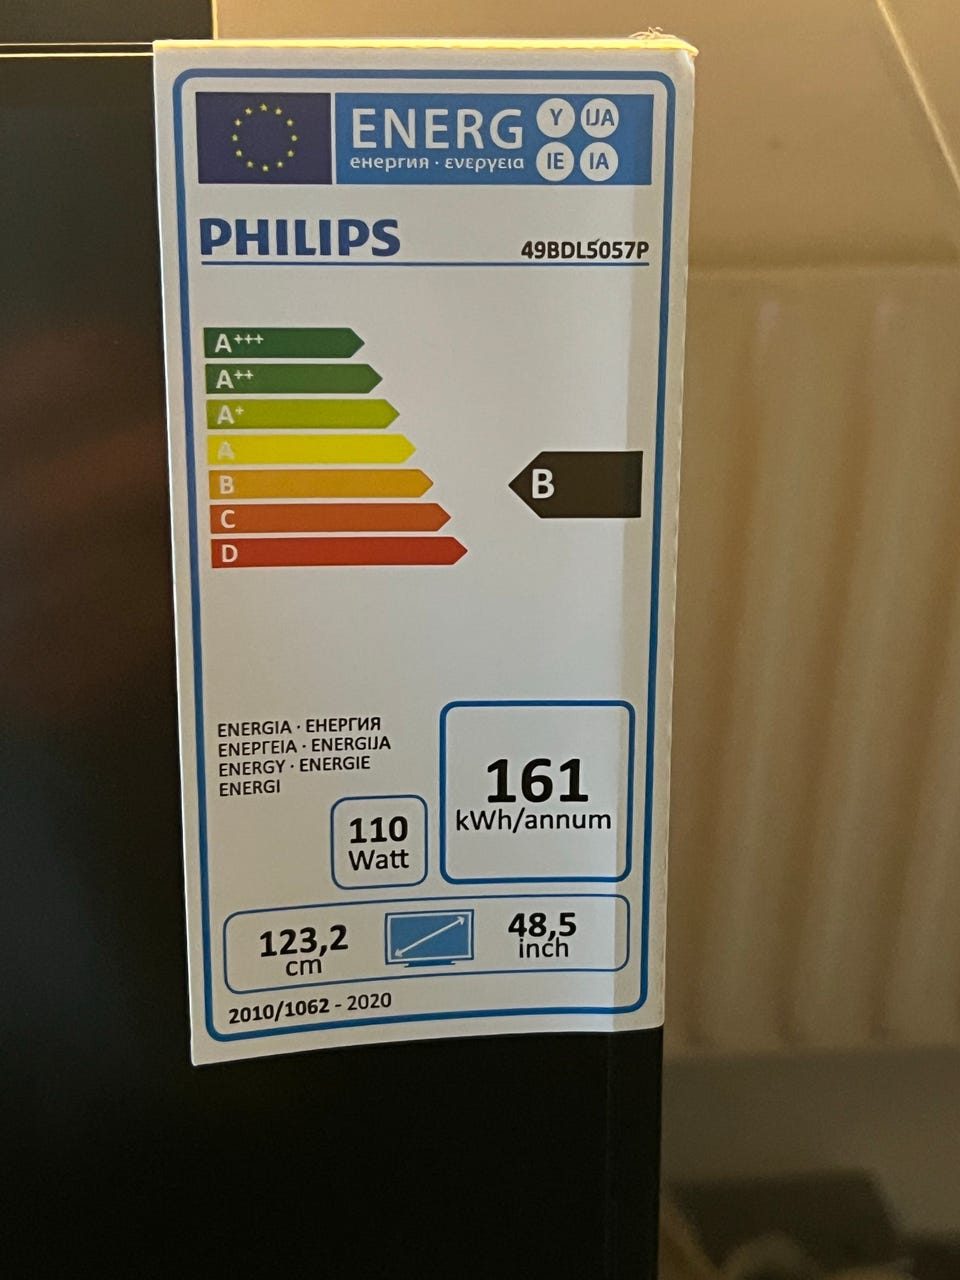 ENERG Y IJA
енергия · ενεργεια IE IA
PHILIPS
49BDL5057P
A+++
A++
A+
A
B
B
C
D
ENERGIA · ЕНЕРГИЯ
ΕΝΕΡΓΕΙΑ · ENERGIJA
ENERGY · ENERGIE
ENERGI
161
kWh/annum
110
Watt
123,2
cm
48,5
inch
2010/1062 - 2020